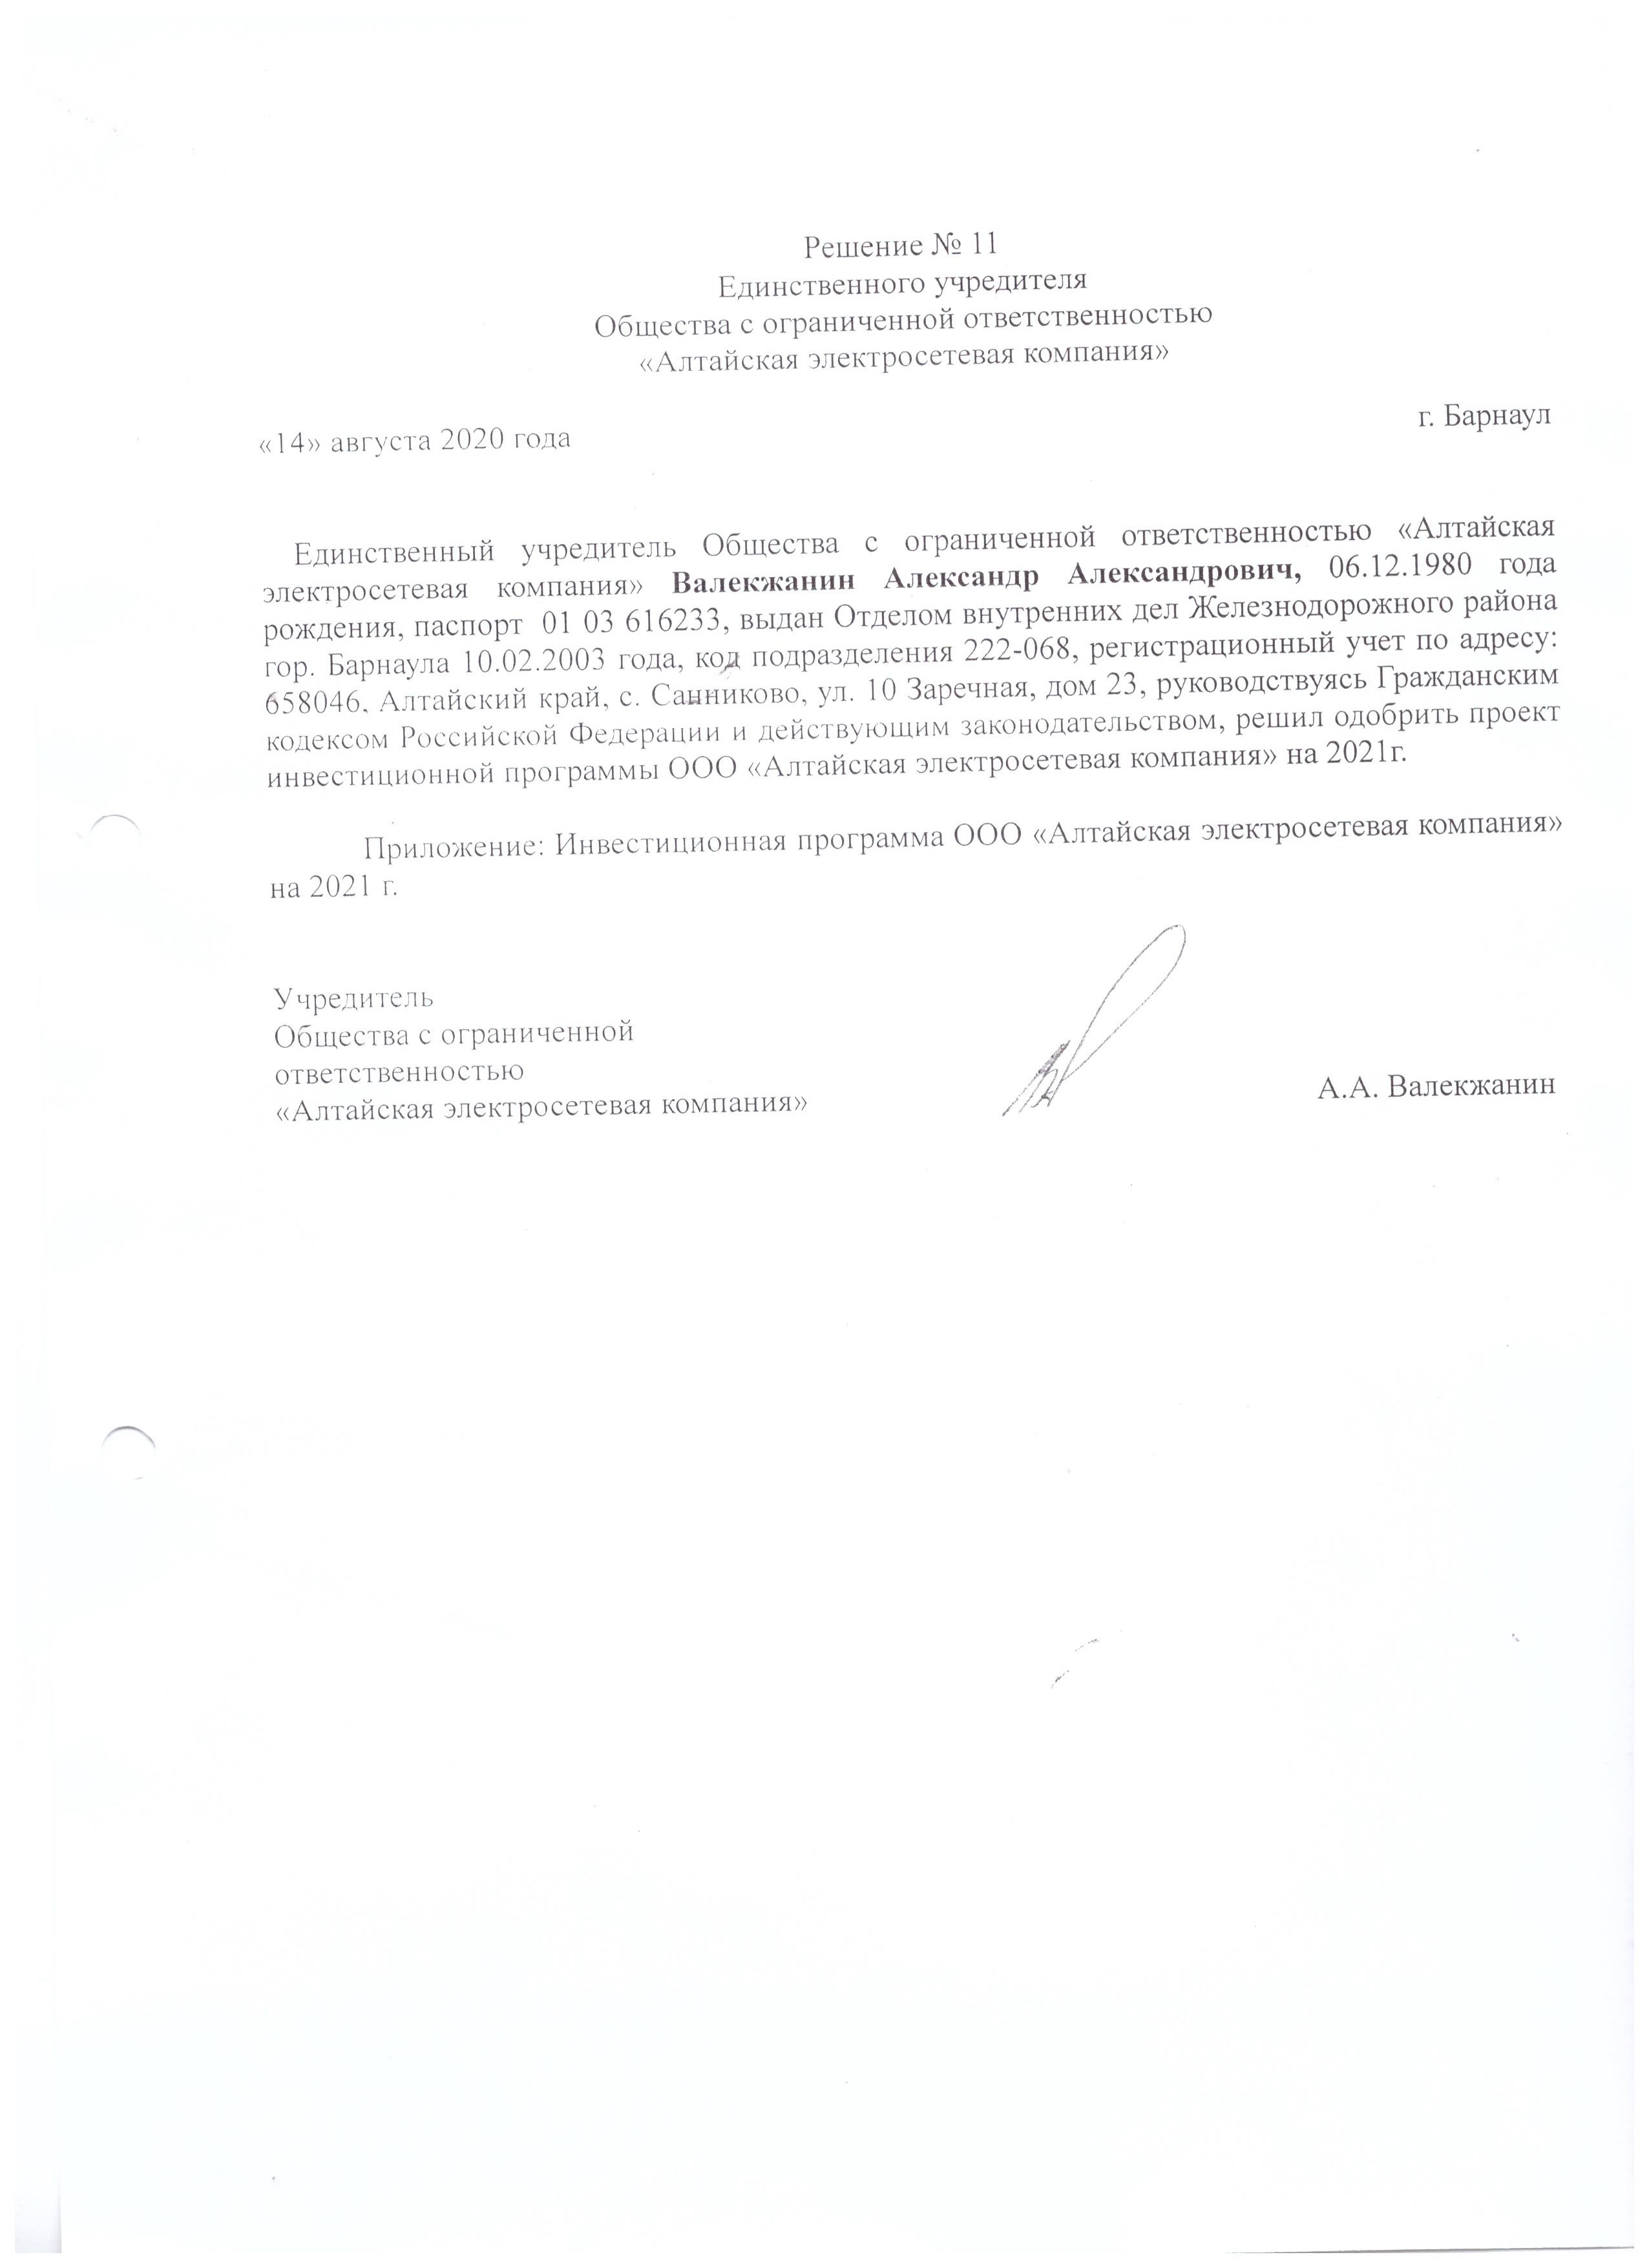 Решение № 11
Единственного учредителя
Общества с ограниченной ответственностью
«Алтайская электросетевая компания»
«14» августа 2020 года
г. Барнаул
Единственный учредитель Общества с ограниченной ответственностью «Алтайская
электросетевая компания» Валекжанин Александр Александрович, 06.12.1980 года
рождения, паспорт 01 03 616233, выдан Отделом внутренних дел Железнодорожного района
гор. Барнаула 10.02.2003 года, код подразделения 222-068, регистрационный учет по адресу:
658046, Алтайский край, с. Санниково, ул. 10 Заречная, дом 23, руководствуясь Гражданским
кодексом Российской Федерации и действующим законодательством, решил одобрить проект
инвестиционной программы ООО «Алтайская электросетевая компания» на 2021г.
Приложение: Инвестиционная программа ООО «Алтайская электросетевая компания»
на 2021 г.
Учредитель
Общества с ограниченной
ответственностью
«Алтайская электросетевая компания»
А.А. Валекжанин